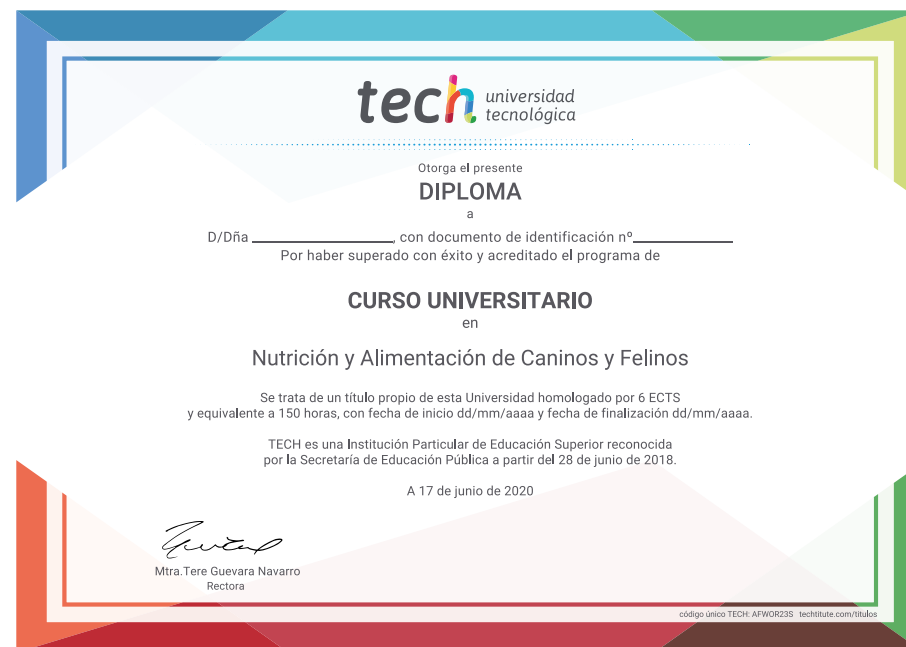 tech universidad
tecnológica
Otorga el presente
DIPLOMA
a
D/Dña ____________________, con documento de identificación nº______________
Por haber superado con éxito y acreditado el programa de
CURSO UNIVERSITARIO
en
Nutrición y Alimentación de Caninos y Felinos
Se trata de un título propio de esta Universidad homologado por 6 ECTS
y equivalente a 150 horas, con fecha de inicio dd/mm/aaaa y fecha de finalización dd/mm/aaaa.
TECH es una Institución Particular de Educación Superior reconocida
por la Secretaría de Educación Pública a partir del 28 de junio de 2018.
A 17 de junio de 2020
Mtra.Tere Guevara Navarro
Rectora
código único TECH: AFWOR23S techtitute.com/titulos